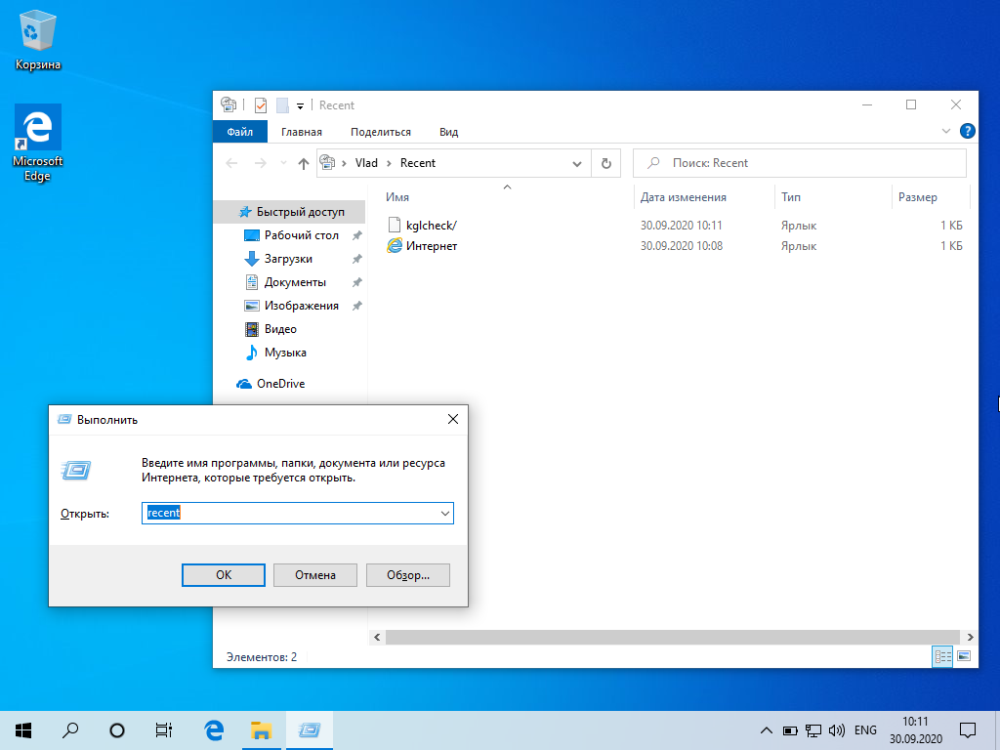 Корзина
Microsoft
Edge
Recent
Файл
Главная
Поделиться
Вид
?
Vlad
Recent
Поиск: Recent
Имя
Дата изменения
Тип
Размер
kglcheck/
30.09.2020 10:11
Ярлык
1 КБ
Интернет
30.09.2020 10:08
Ярлык
1 КБ
Быстрый доступ
Рабочий стол
Загрузки
Документы
Изображения
Видео
Музыка
OneDrive
Элементов: 2
Выполнить
Введите имя программы, папки, документа или ресурса
Интернета, которые требуется открыть.
Открыть:
recent
OK
Отмена
Обзор...
ENG
10:11
30.09.2020